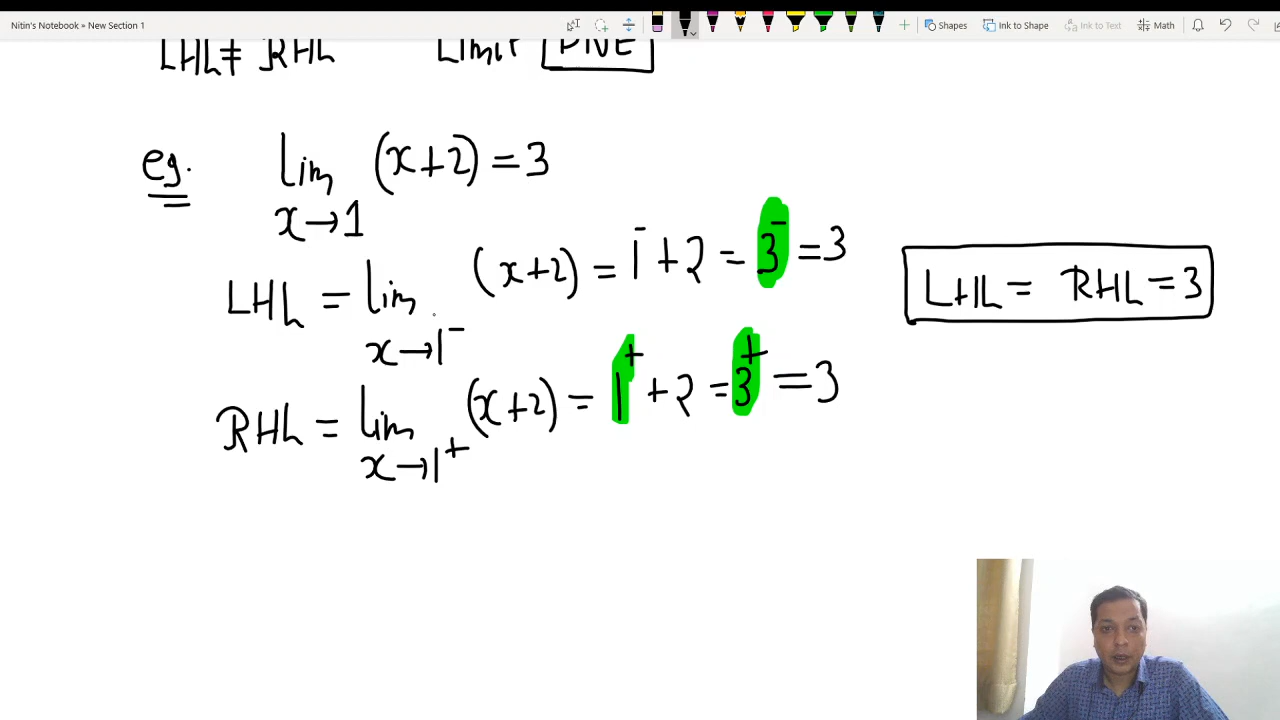 Nitin's Notebook » New Section 1
Shapes Ink to Shape Ink to Text Math
LHL ≠ RHL Limit DNE
eg. lim (x+2) = 3
x→1
LHL = lim (x+2) = 1⁻ + 2 = 3⁻ = 3
x→1⁻
LHL = RHL = 3
RHL = lim (x+2) = 1⁺ + 2 = 3⁺ = 3
x→1⁺